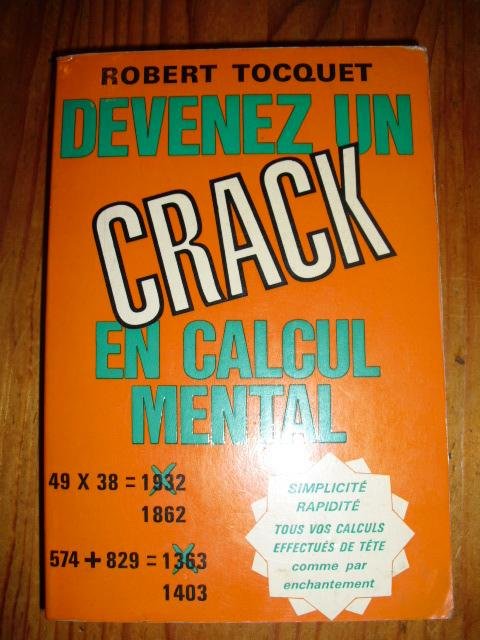 ROBERT TOCQUET
DEVENEZ UN
CRACK
EN CALCUL
MENTAL
49 X 38 = 1932
1862
574 + 829 = 1363
1403
SIMPLICITÉ
RAPIDITÉ
TOUS VOS CALCULS
EFFECTUÉS DE TÊTE
comme par
enchantement